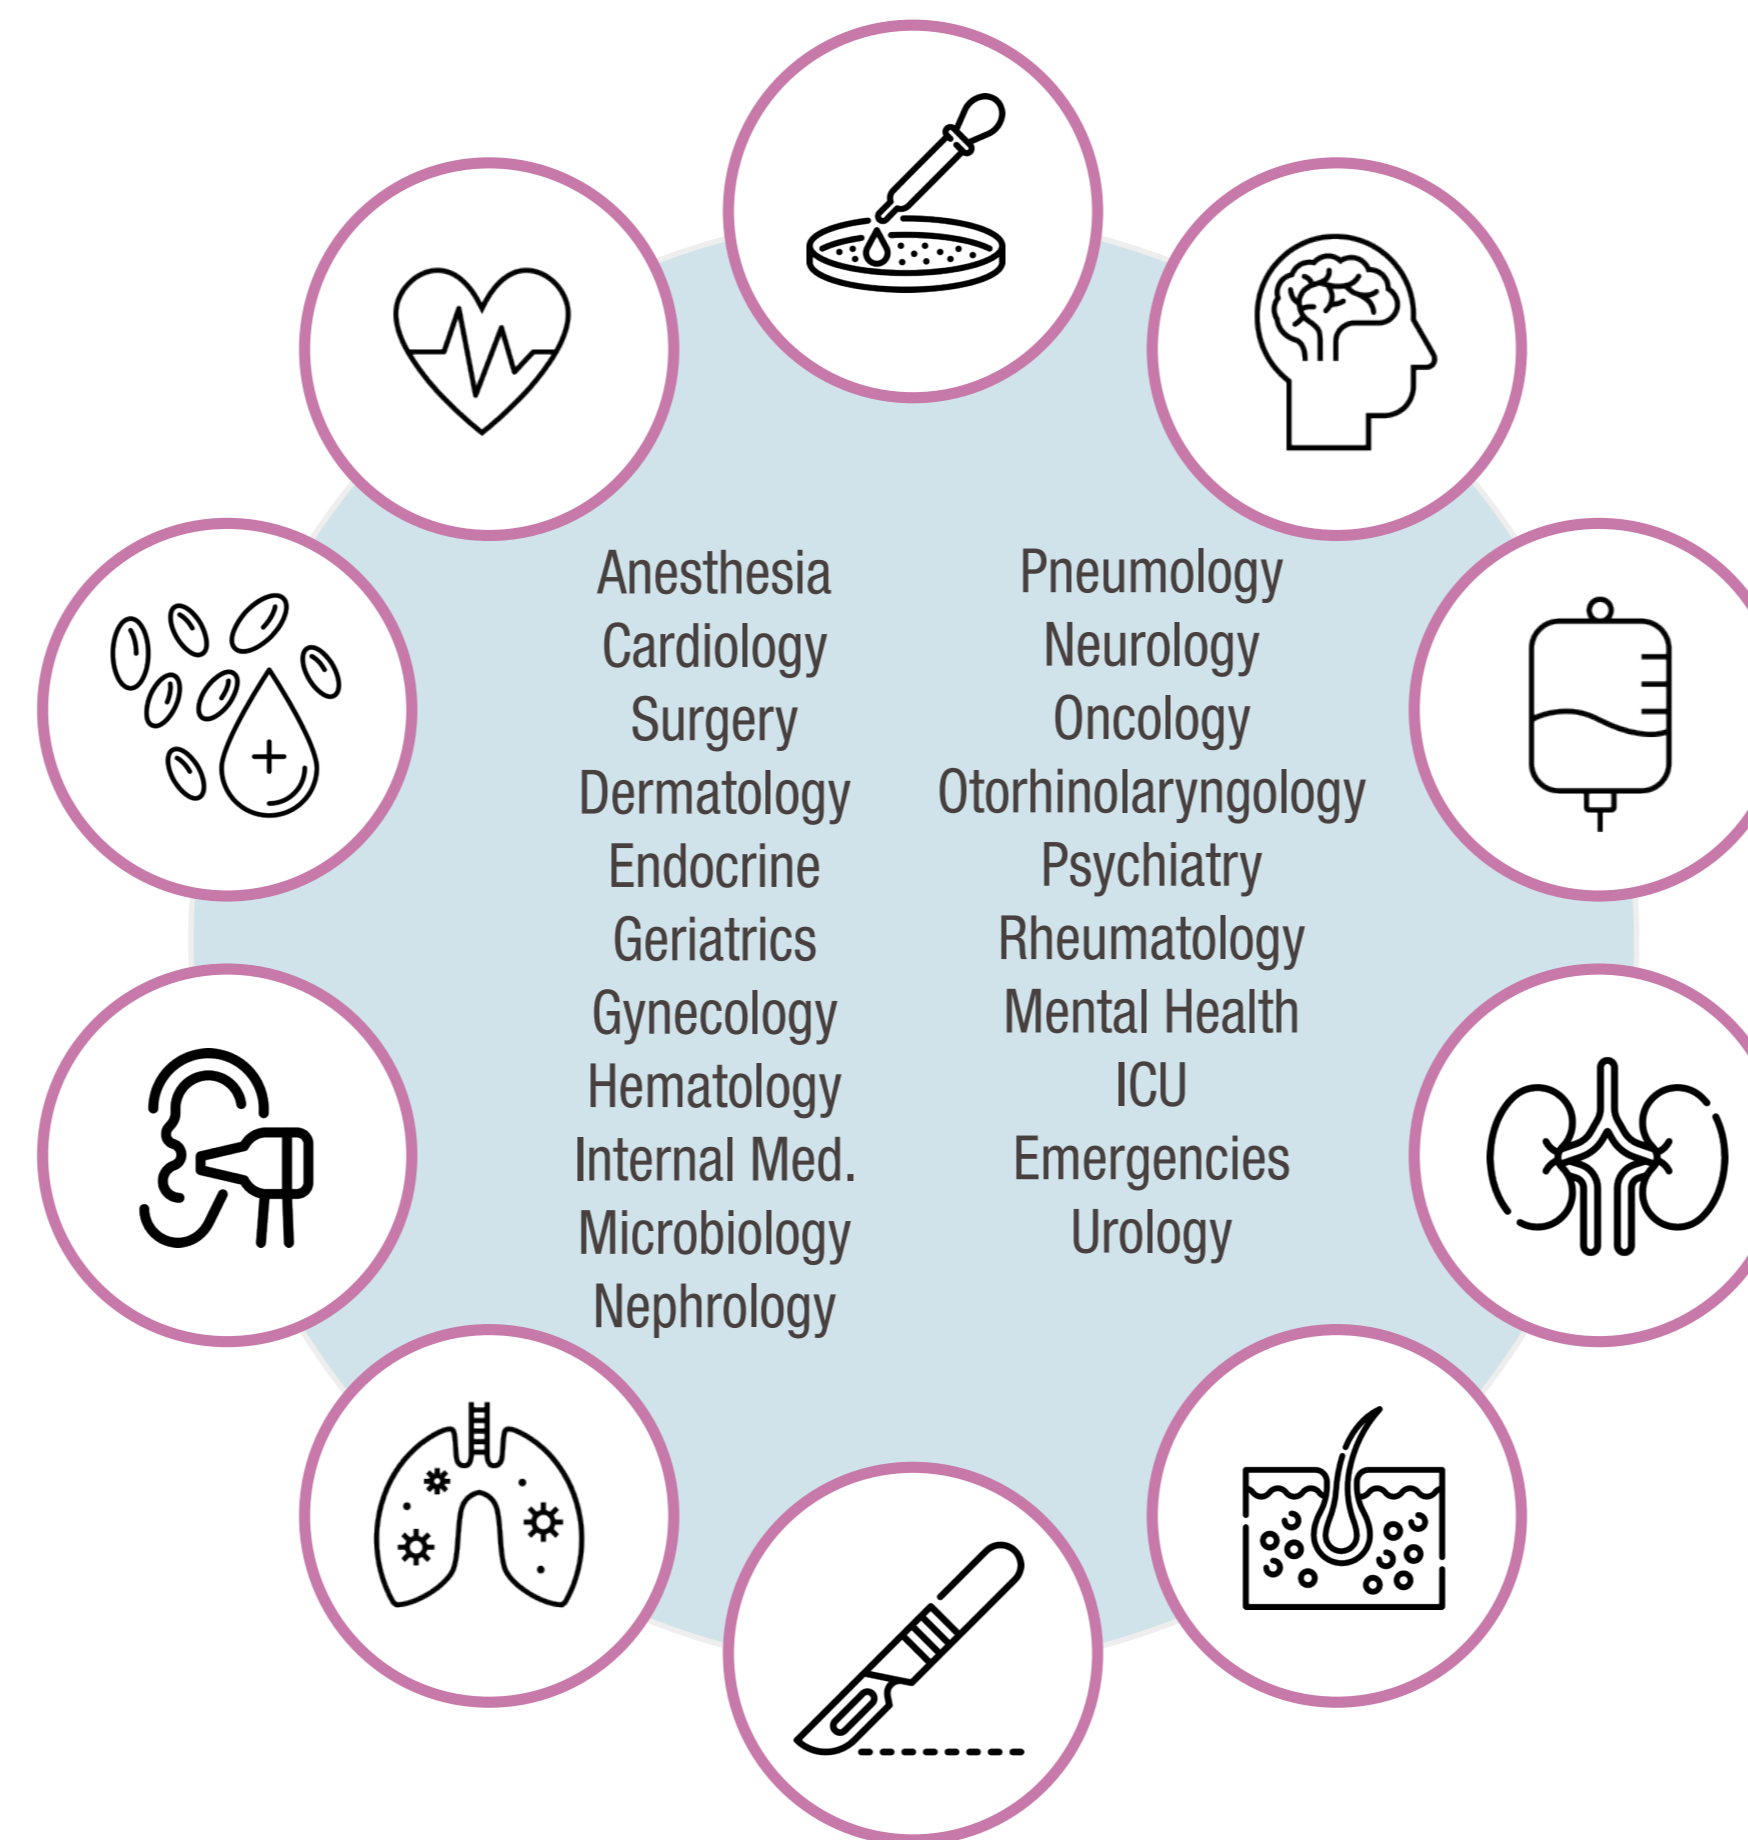 Anesthesia
Cardiology
Surgery
Dermatology
Endocrine
Geriatrics
Gynecology
Hematology
Internal Med.
Microbiology
Nephrology
Pneumology
Neurology
Oncology
Otorhinolaryngology
Psychiatry
Rheumatology
Mental Health
ICU
Emergencies
Urology